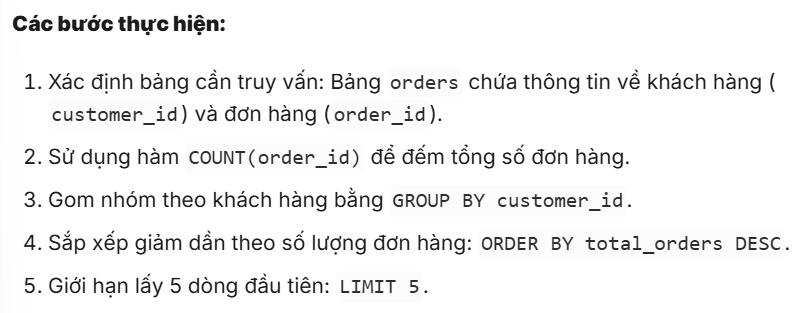 Các bước thực hiện:
1. Xác định bảng cần truy vấn: Bảng orders chứa thông tin về khách hàng (
customer_id) và đơn hàng (order_id).
2. Sử dụng hàm COUNT(order_id) để đếm tổng số đơn hàng.
3. Gom nhóm theo khách hàng bằng GROUP BY customer_id.
4. Sắp xếp giảm dần theo số lượng đơn hàng: ORDER BY total_orders DESC.
5. Giới hạn lấy 5 dòng đầu tiên: LIMIT 5.